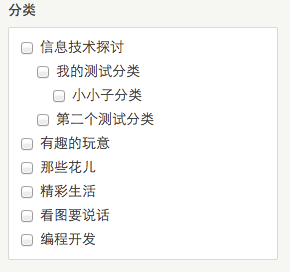 分类
信息技术探讨
我的测试分类
小小子分类
第二个测试分类
有趣的玩意
那些花儿
精彩生活
看图要说话
编程开发